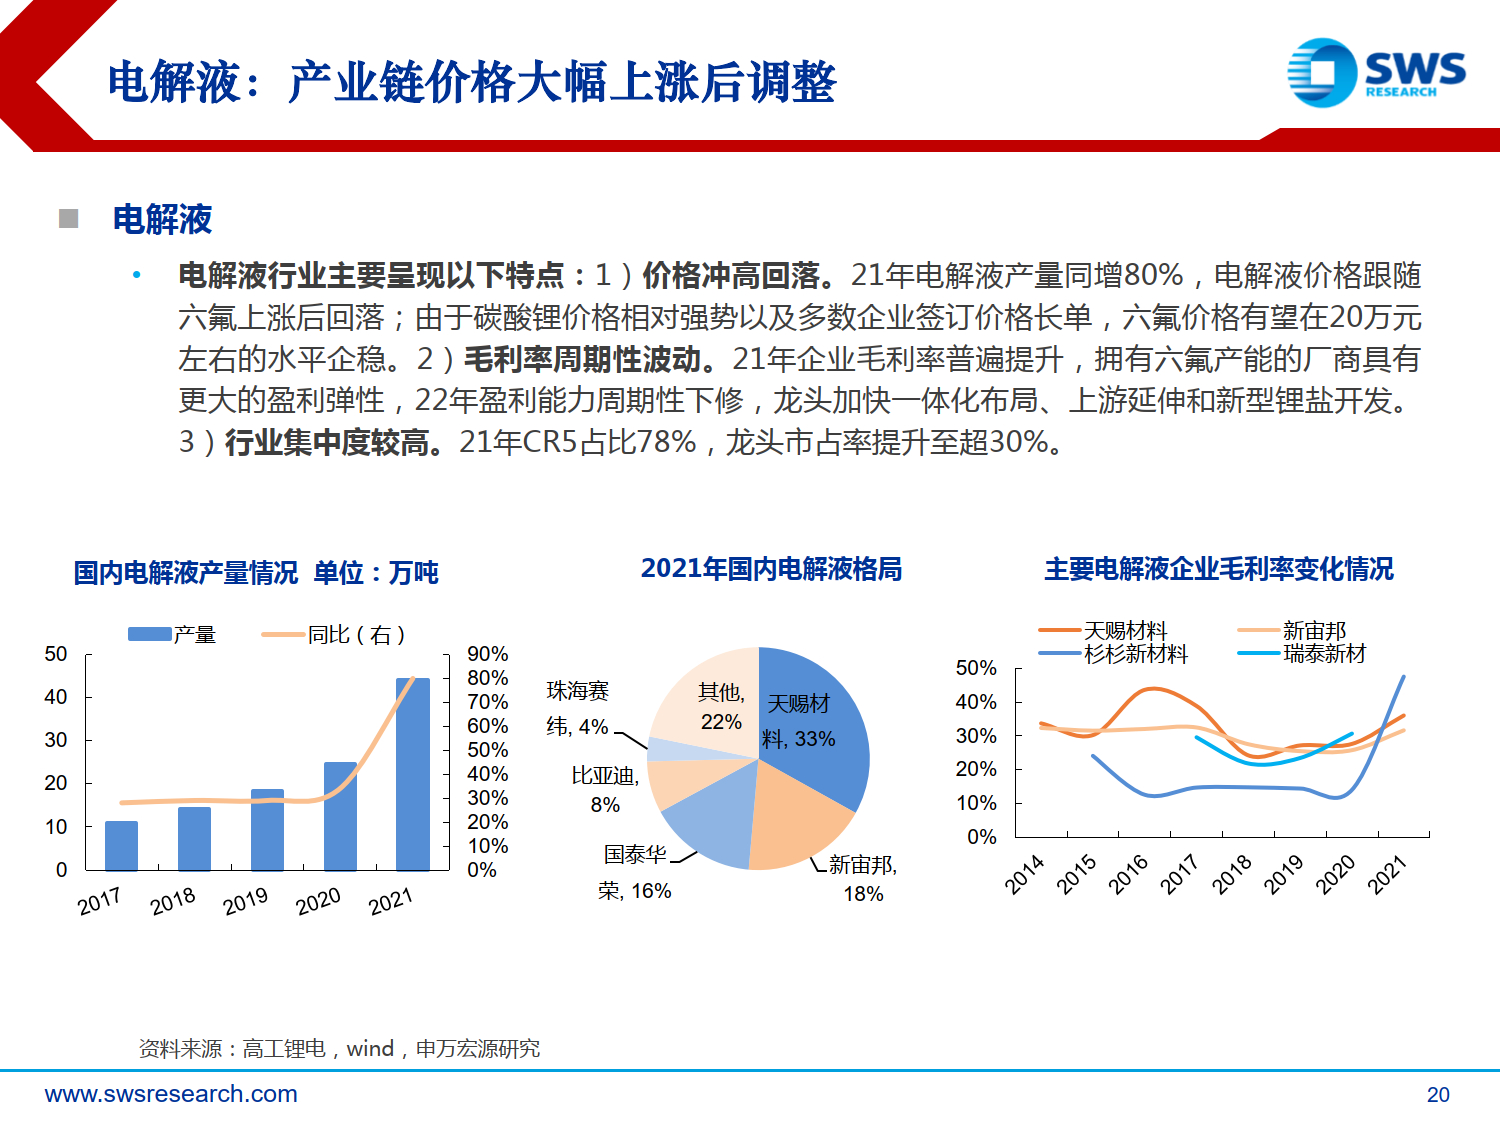 电解液：产业链价格大幅上涨后调整
SWS
RESEARCH
电解液
电解液行业主要呈现以下特点：1）价格冲高回落。21年电解液产量同增80%，电解液价格跟随
六氟上涨后回落；由于碳酸锂价格相对强势以及多数企业签订价格长单，六氟价格有望在20万元
左右的水平企稳。2）毛利率周期性波动。21年企业毛利率普遍提升，拥有六氟产能的厂商具有
更大的盈利弹性，22年盈利能力周期性下修，龙头加快一体化布局、上游延伸和新型锂盐开发。
3）行业集中度较高。21年CR5占比78%，龙头市占率提升至超30%。
国内电解液产量情况 单位：万吨
产量
同比（右）
50
40
30
20
10
0
90%
80%
70%
60%
50%
40%
30%
20%
10%
0%
2017
2018
2019
2020
2021
2021年国内电解液格局
天赐材
料, 33%
新宙邦,
18%
国泰华
荣, 16%
比亚迪,
8%
珠海赛
纬, 4%
其他,
22%
主要电解液企业毛利率变化情况
天赐材料
新宙邦
杉杉新材料
瑞泰新材
50%
40%
30%
20%
10%
0%
2014
2015
2016
2017
2018
2019
2020
2021
资料来源：高工锂电，wind，申万宏源研究
www.swsresearch.com
20